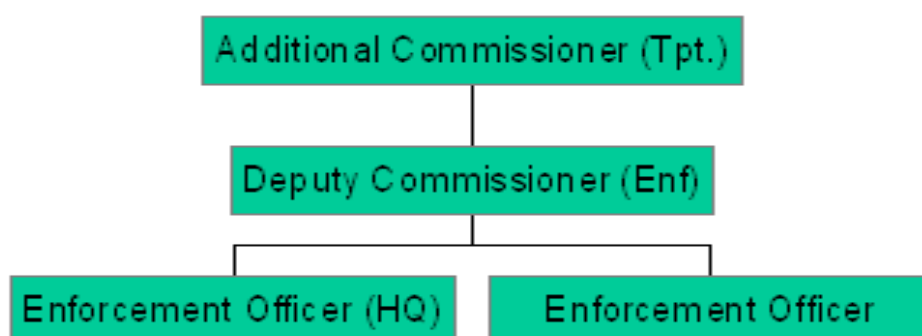 Additional Commissioner (Tpt.)
Deputy Commissioner (Enf)
Enforcement Officer (HQ)
Enforcement Officer